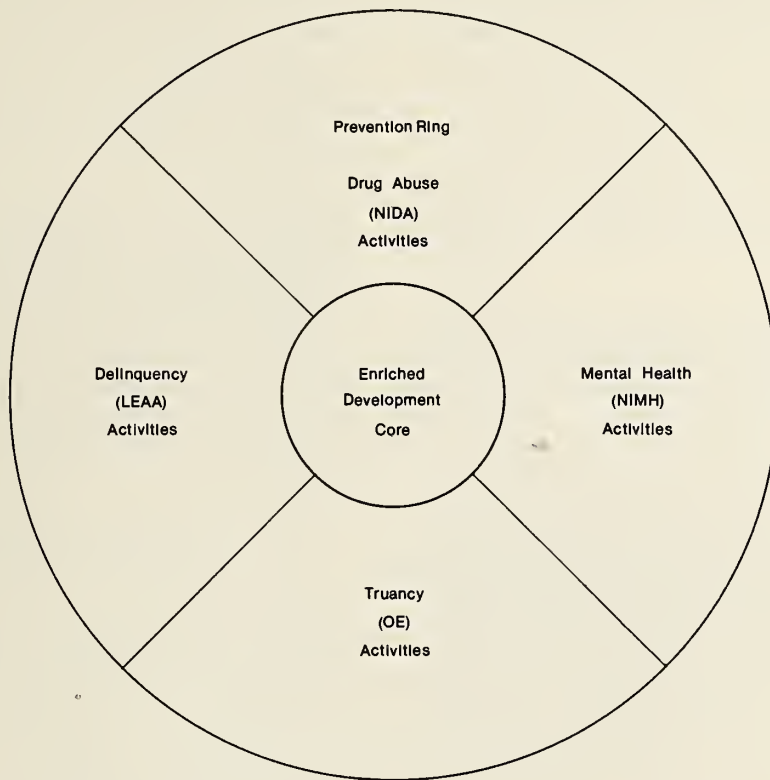 Prevention Ring
Drug Abuse
(NIDA)
Activities
Delinquency
(LEAA)
Activities
Enriched
Development
Core
Mental Health
(NIMH)
Activities
Truancy
(OE)
Activities